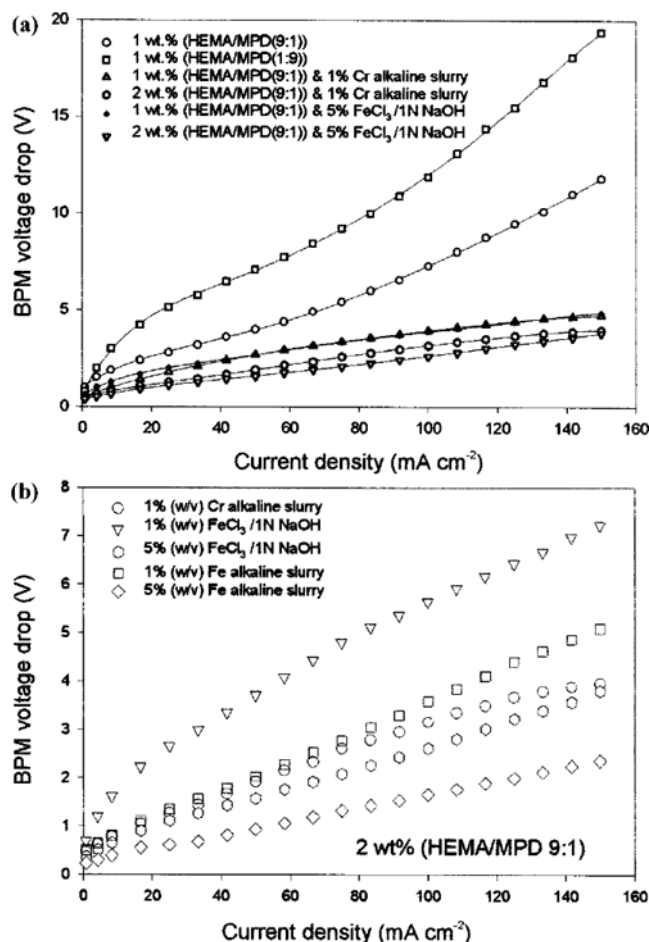 (a)
20
15
10
5
0
BPM voltage drop (V)
1 wt.% (HEMA/MPD(9:1))
1 wt.% (HEMA/MPD(1:9))
1 wt.% (HEMA/MPD(9:1)) & 1% Cr alkaline slurry
2 wt.% (HEMA/MPD(9:1)) & 1% Cr alkaline slurry
1 wt.% (HEMA/MPD(9:1)) & 5% FeCl₃ /1N NaOH
2 wt.% (HEMA/MPD(9:1)) & 5% FeCl₃ /1N NaOH
0 20 40 60 80 100 120 140 160
Current density (mA cm⁻²)
(b)
8
7
6
5
4
3
2
1
0
BPM voltage drop (V)
1% (w/v) Cr alkaline slurry
1% (w/v) FeCl₃ /1N NaOH
5% (w/v) FeCl₃ /1N NaOH
1% (w/v) Fe alkaline slurry
5% (w/v) Fe alkaline slurry
2 wt% (HEMA/MPD 9:1)
0 20 40 60 80 100 120 140 160
Current density (mA cm⁻²)